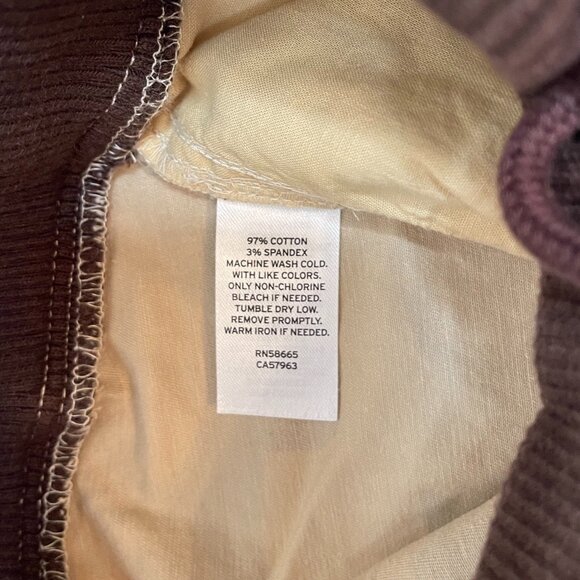 97% COTTON
3% SPANDEX
MACHINE WASH COLD.
WITH LIKE COLORS.
ONLY NON-CHLORINE
BLEACH IF NEEDED.
TUMBLE DRY LOW.
REMOVE PROMPTLY.
WARM IRON IF NEEDED.
RN58665
CA57963